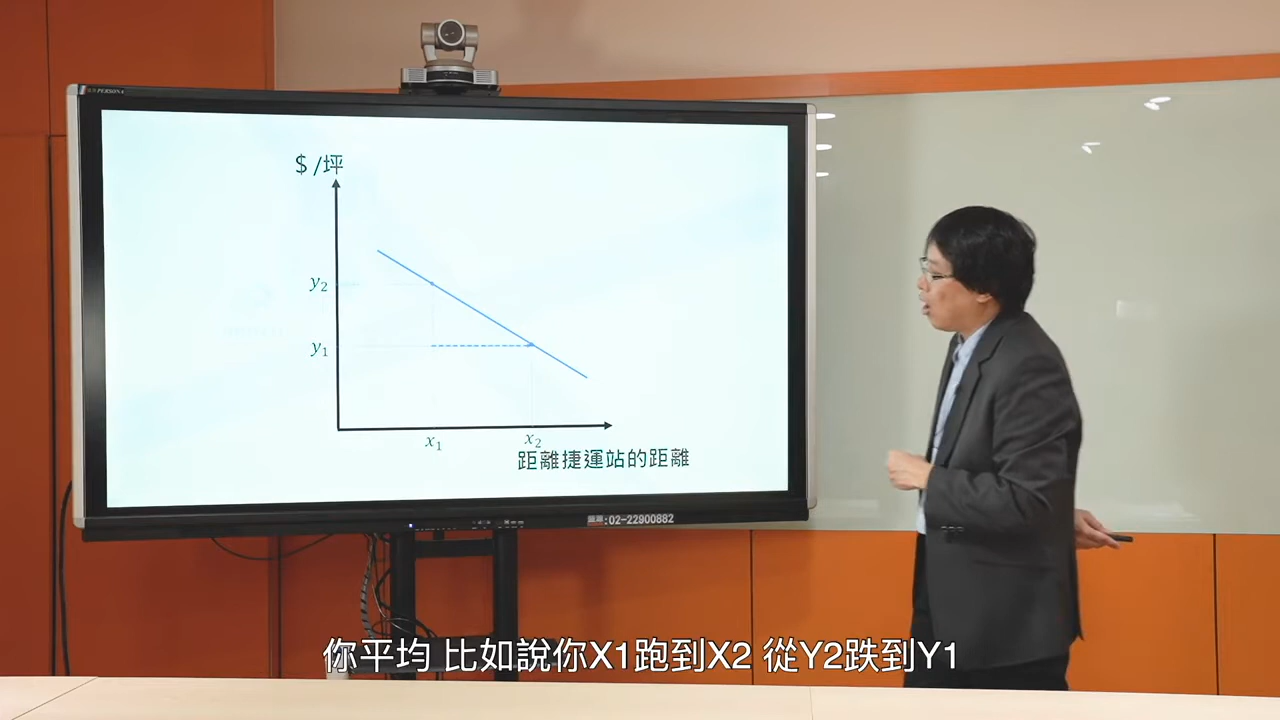 PERSONA
$ /坪
y₂
y₁
x₁
x₂
距離捷運站的距離
:02-22900882
你平均 比如說你X1跑到X2 從Y2跌到Y1